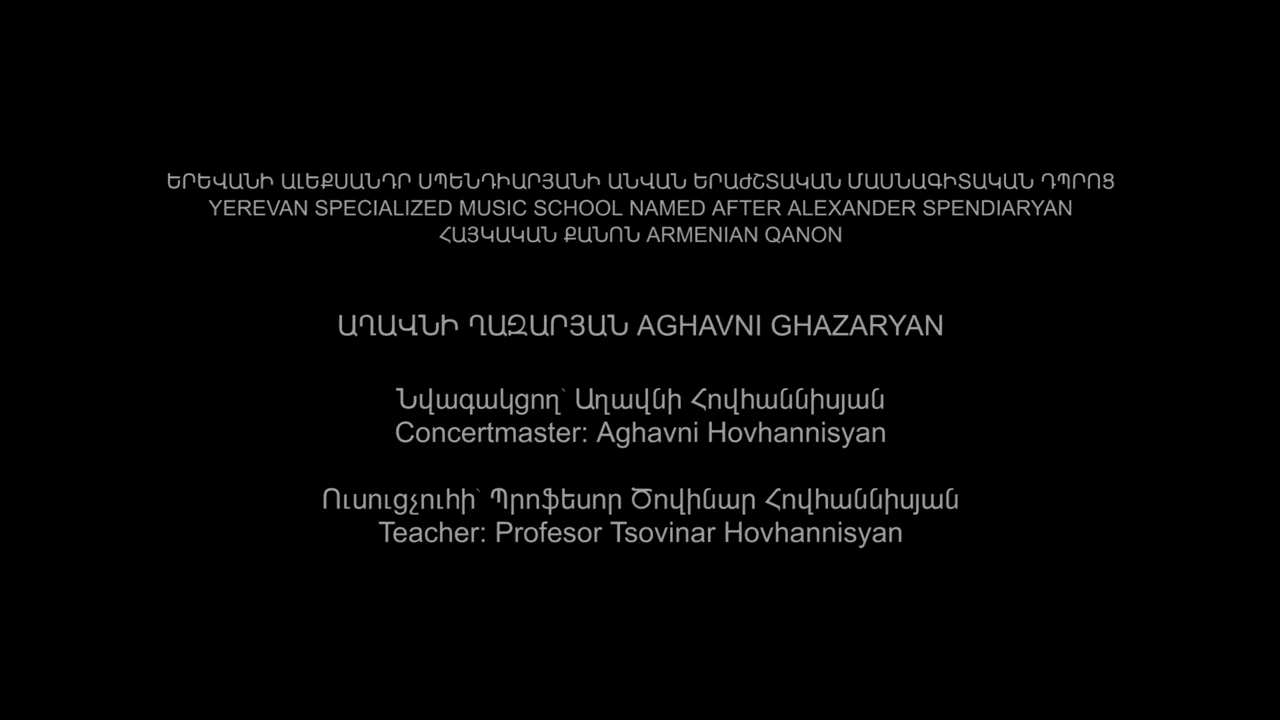 ԵՐԵՎԱՆԻ ԱԼԵՔՍԱՆԴՐ ՍՊԵՆԴԻԱՐՅԱՆԻ ԱՆՎԱՆ ԵՐԱԺՇՏԱԿԱՆ ՄԱՍՆԱԳԻՏԱԿԱՆ ԴՊՐՈՑ
YEREVAN SPECIALIZED MUSIC SCHOOL NAMED AFTER ALEXANDER SPENDIARYAN
ՀԱՅԿԱԿԱՆ ՔԱՆՈՆ ARMENIAN QANON
ԱՂԱՎՆԻ ՂԱԶԱՐՅԱՆ AGHAVNI GHAZARYAN
Նվագակցող՝ Աղավնի Հովհաննիսյան
Concertmaster: Aghavni Hovhannisyan
Ուսուցչուհի՝ Պրոֆեսոր Ծովինար Հովհաննիսյան
Teacher: Profesor Tsovinar Hovhannisyan